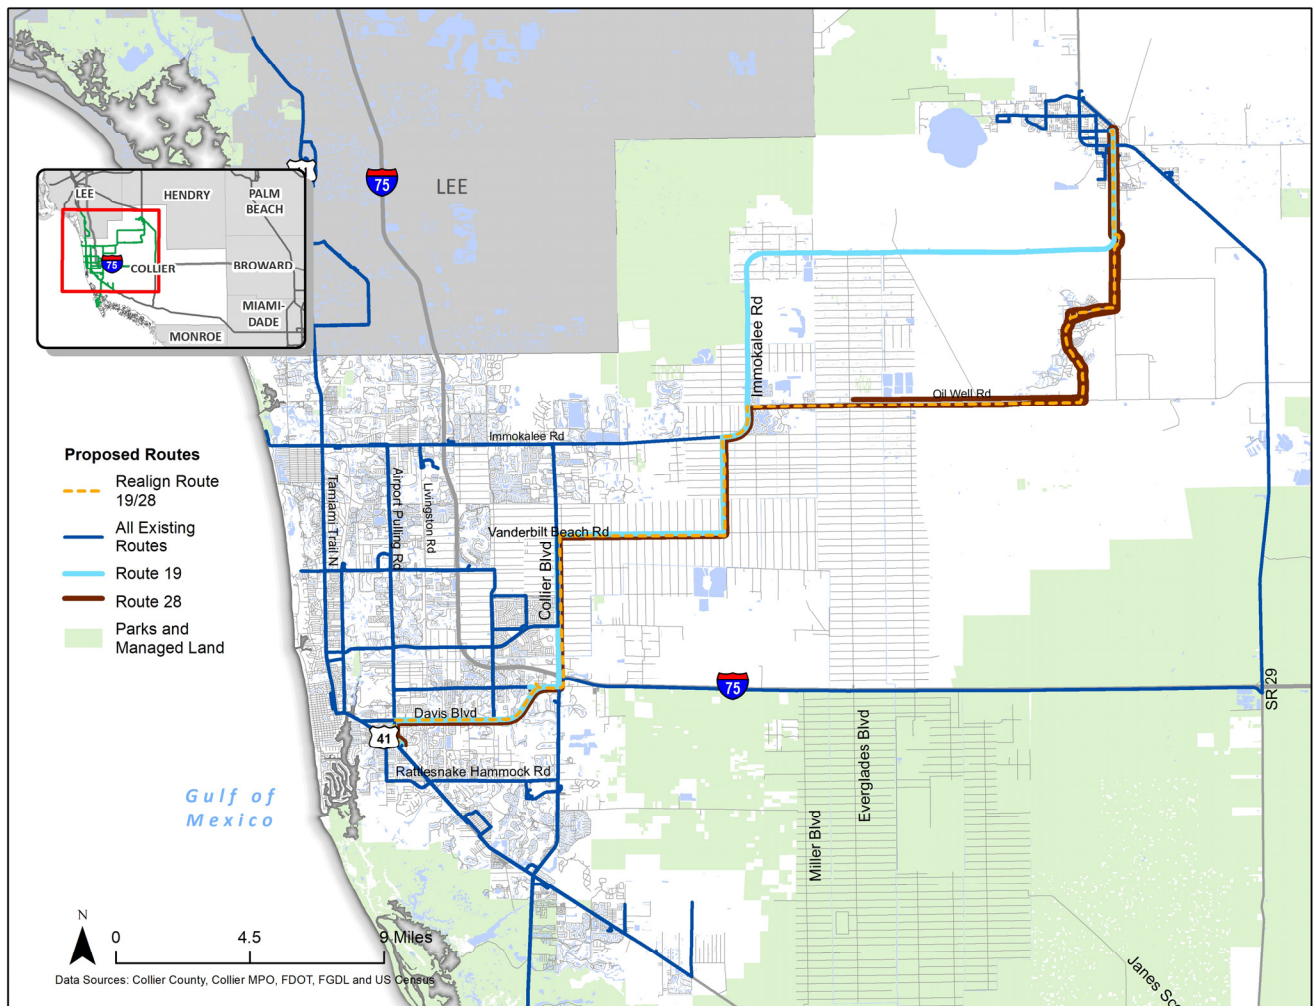 75
LEE
LEE
HENDRY
PALM
BEACH
75
COLLIER
BROWARD
MIAMI-
DADE
MONROE
Immokalee Rd
Oil Well Rd
Proposed Routes
Realign Route
19/28
All Existing
Routes
Route 19
Route 28
Parks and
Managed Land
Immokalee Rd
Tamiami Trail N
Airport Pulling Rd
Livingston Rd
Vanderbilt Beach Rd
Collier Blvd
75
SR 29
Davis Blvd
41
Rattlesnake Hammock Rd
Everglades Blvd
Miller Blvd
Gulf of
Mexico
N
0 4.5 9 Miles
Data Sources: Collier County, Collier MPO, FDOT, FGDL and US Census